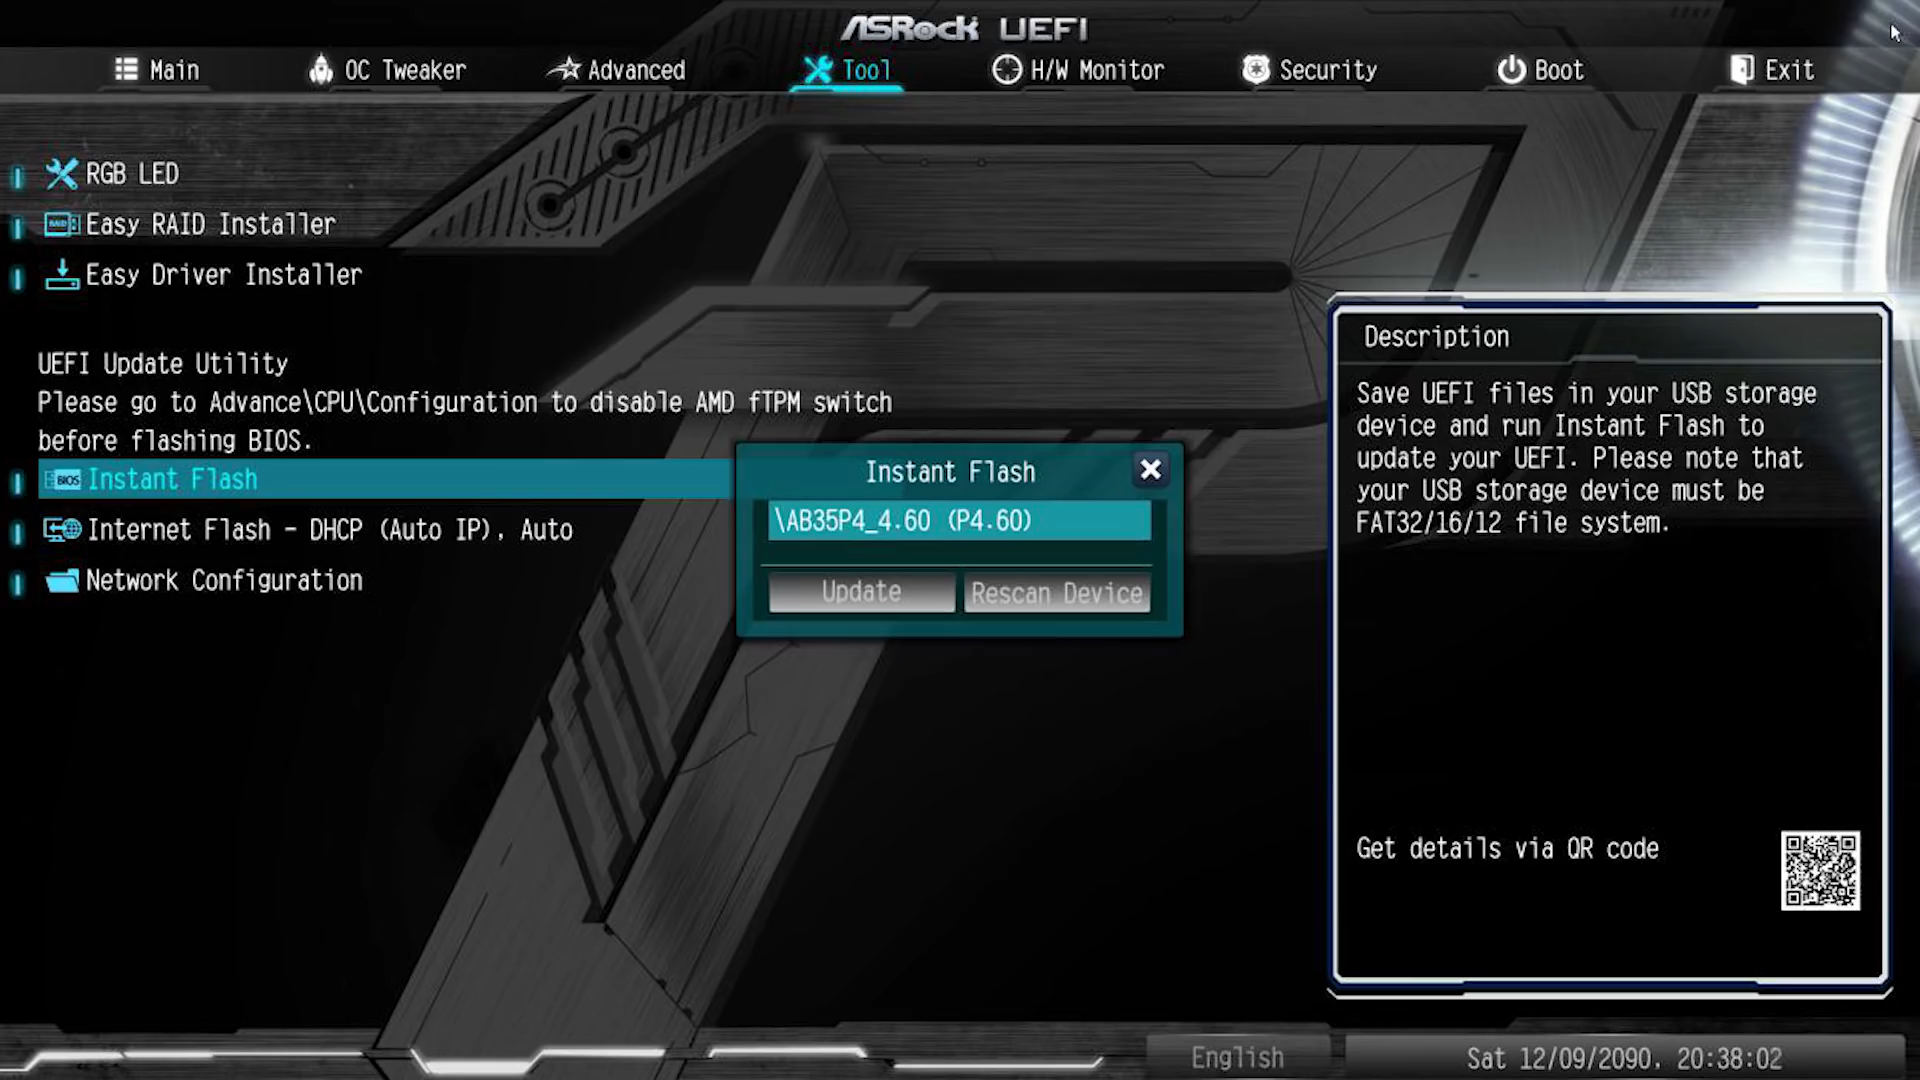 ASRock UEFI
Main
OC Tweaker
Advanced
Tool
H/W Monitor
Security
Boot
Exit
RGB LED
RAID
Easy RAID Installer
Easy Driver Installer
UEFI Update Utility
Please go to Advance\CPU\Configuration to disable AMD fTPM switch
before flashing BIOS.
BIOS
Instant Flash
Internet Flash - DHCP (Auto IP), Auto
Network Configuration
Instant Flash
\AB35P4_4.60 (P4.60)
Update
Rescan Device
Description
Save UEFI files in your USB storage
device and run Instant Flash to
update your UEFI. Please note that
your USB storage device must be
FAT32/16/12 file system.
Get details via QR code
English
Sat 12/09/2090, 20:38:02